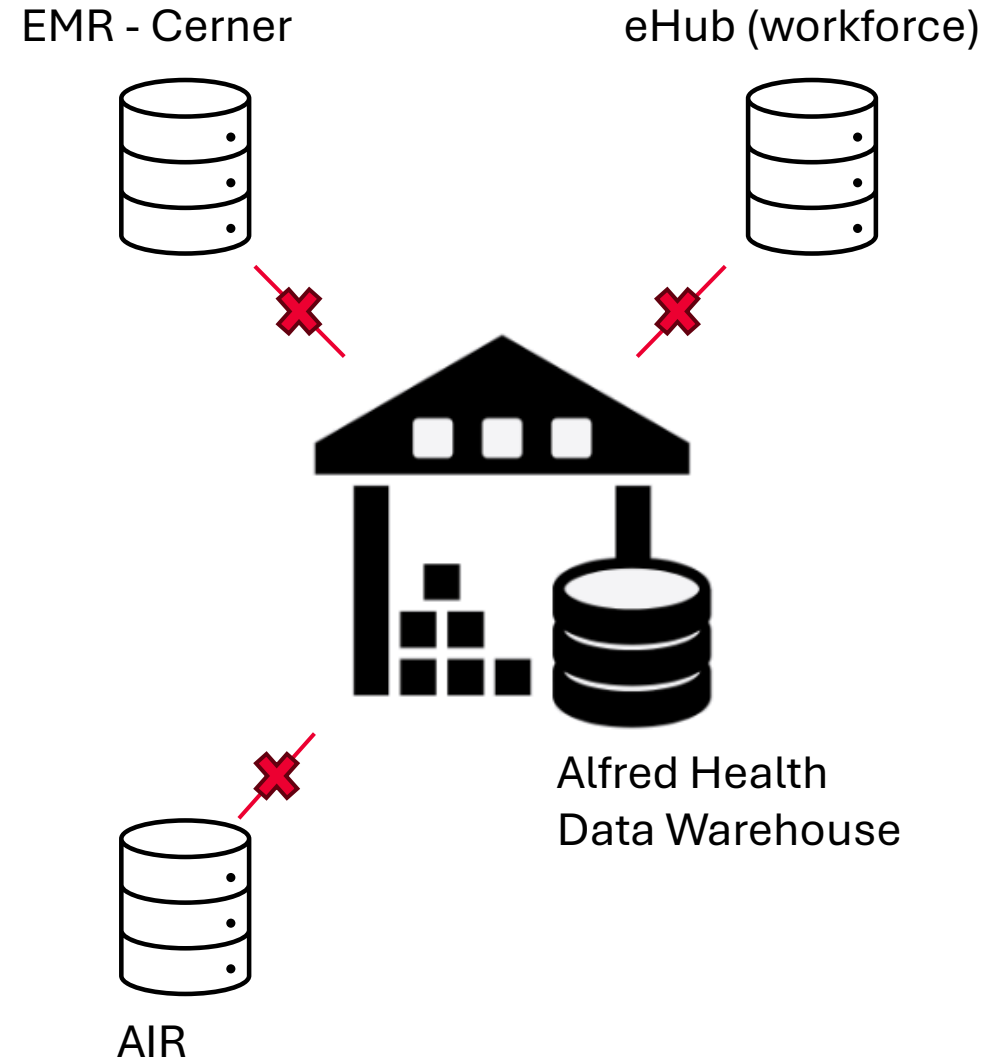 EMR - Cerner
eHub (workforce)
Alfred Health
Data Warehouse
AIR